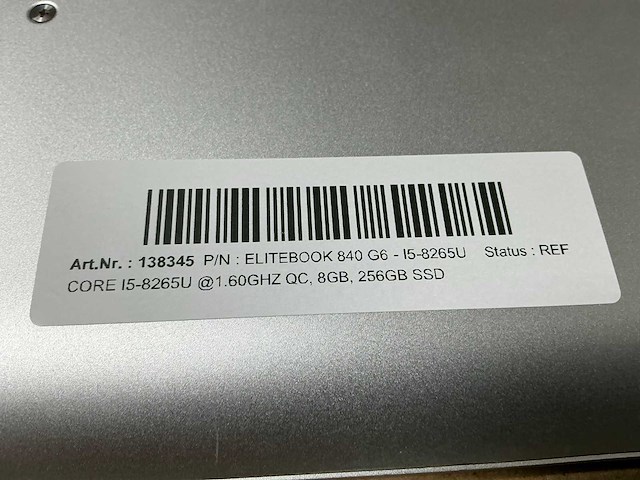 Art.Nr. : 138345 P/N : ELITEBOOK 840 G6 - I5-8265U Status : REF
CORE I5-8265U @1.60GHZ QC, 8GB, 256GB SSD